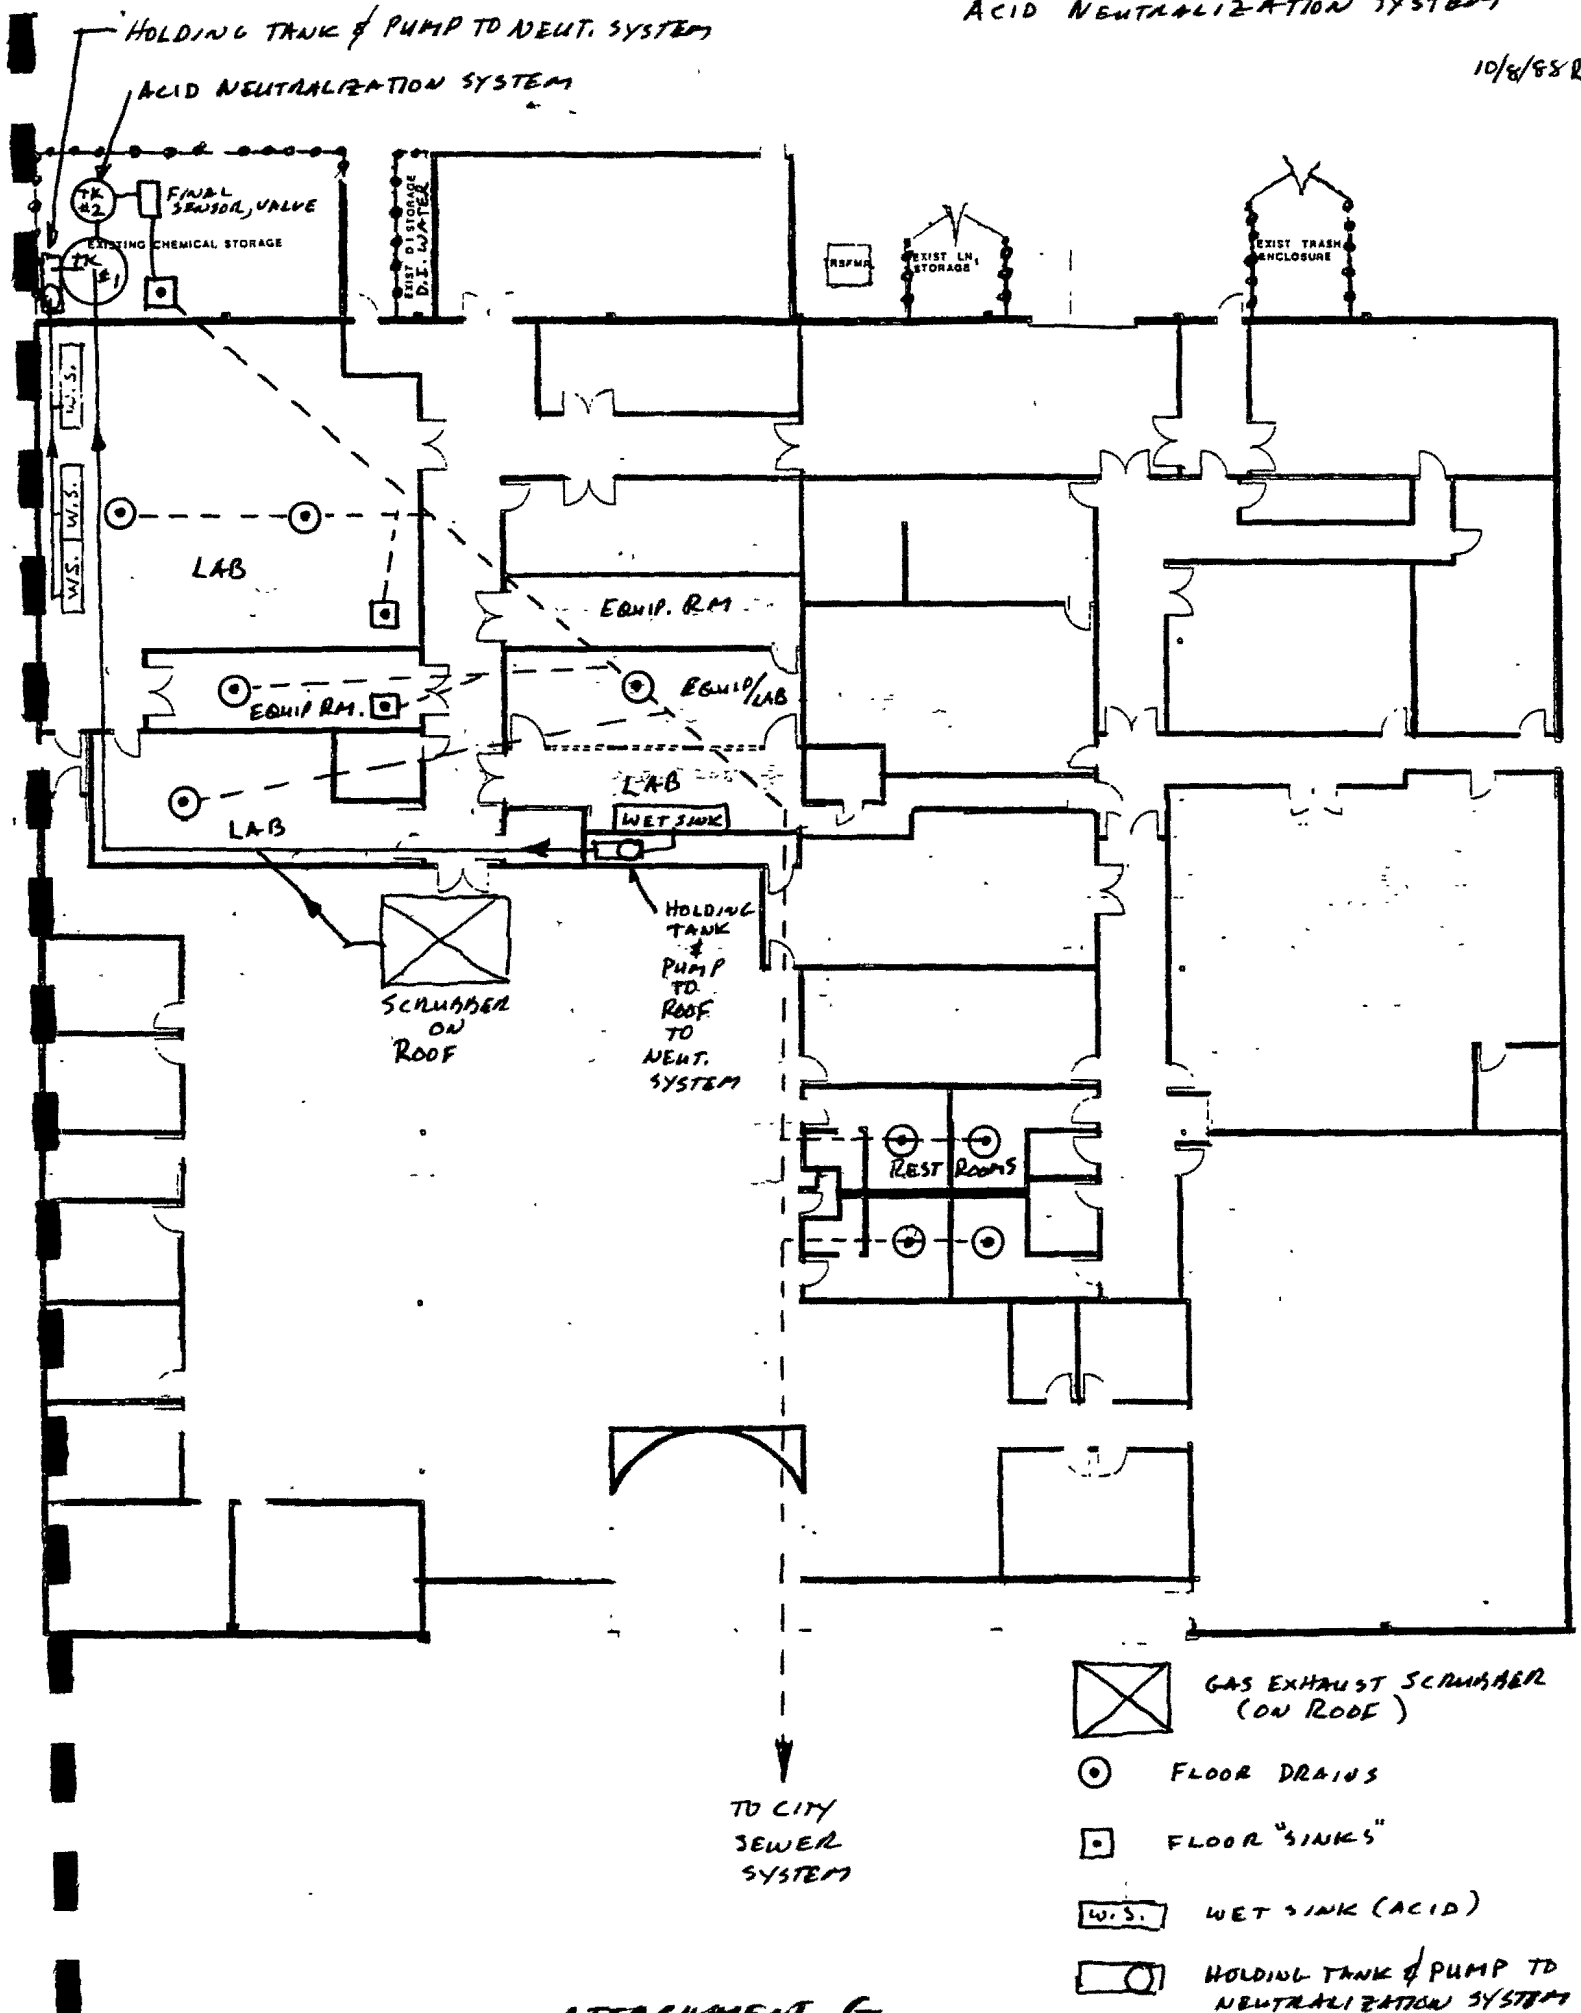 ACID NEUTRALIZATION SYSTEM
HOLDING TANK & PUMP TO NEUT. SYSTEM
10/8/88
ACID NEUTRALIZATION SYSTEM
TK
#2
FINAL
SENSOR, VALVE
EXISTING CHEMICAL STORAGE
TK
#1
EXIST DI STORAGE
D.I. WATER
TRSFMR
EXIST LN,
STORAGE
EXIST TRASH
ENCLOSURE
W.S.
W.S.
W.S.
LAB
EQUIP. RM
EQUIP/LAB
EQUIP RM.
LAB
WET SINK
LAB
HOLDING
TANK
&
PUMP
TO
ROOF
TO
NEUT.
SYSTEM
SCRUBBER
ON
ROOF
REST ROOMS
GAS EXHAUST SCRUBBER
(ON ROOF)
FLOOR DRAINS
TO CITY
SEWER
SYSTEM
FLOOR "SINKS"
W.S. WET SINK (ACID)
HOLDING TANK & PUMP TO
NEUTRALIZATION SYSTEM
ATTACHMENT G